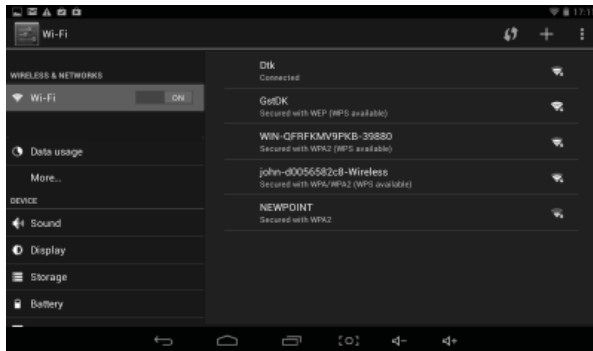 17:11
Wi-Fi
WIRELESS & NETWORKS
Wi-Fi
ON
Data usage
More...
DEVICE
Sound
Display
Storage
Battery
Dtk
Connected
GstDK
Secured with WEP (WPS available)
WIN-QFRFKMV9PKB-39880
Secured with WPA2 (WPS available)
john-d0056582c8-Wireless
Secured with WPA/WPA2 (WPS available)
NEWPOINT
Secured with WPA2